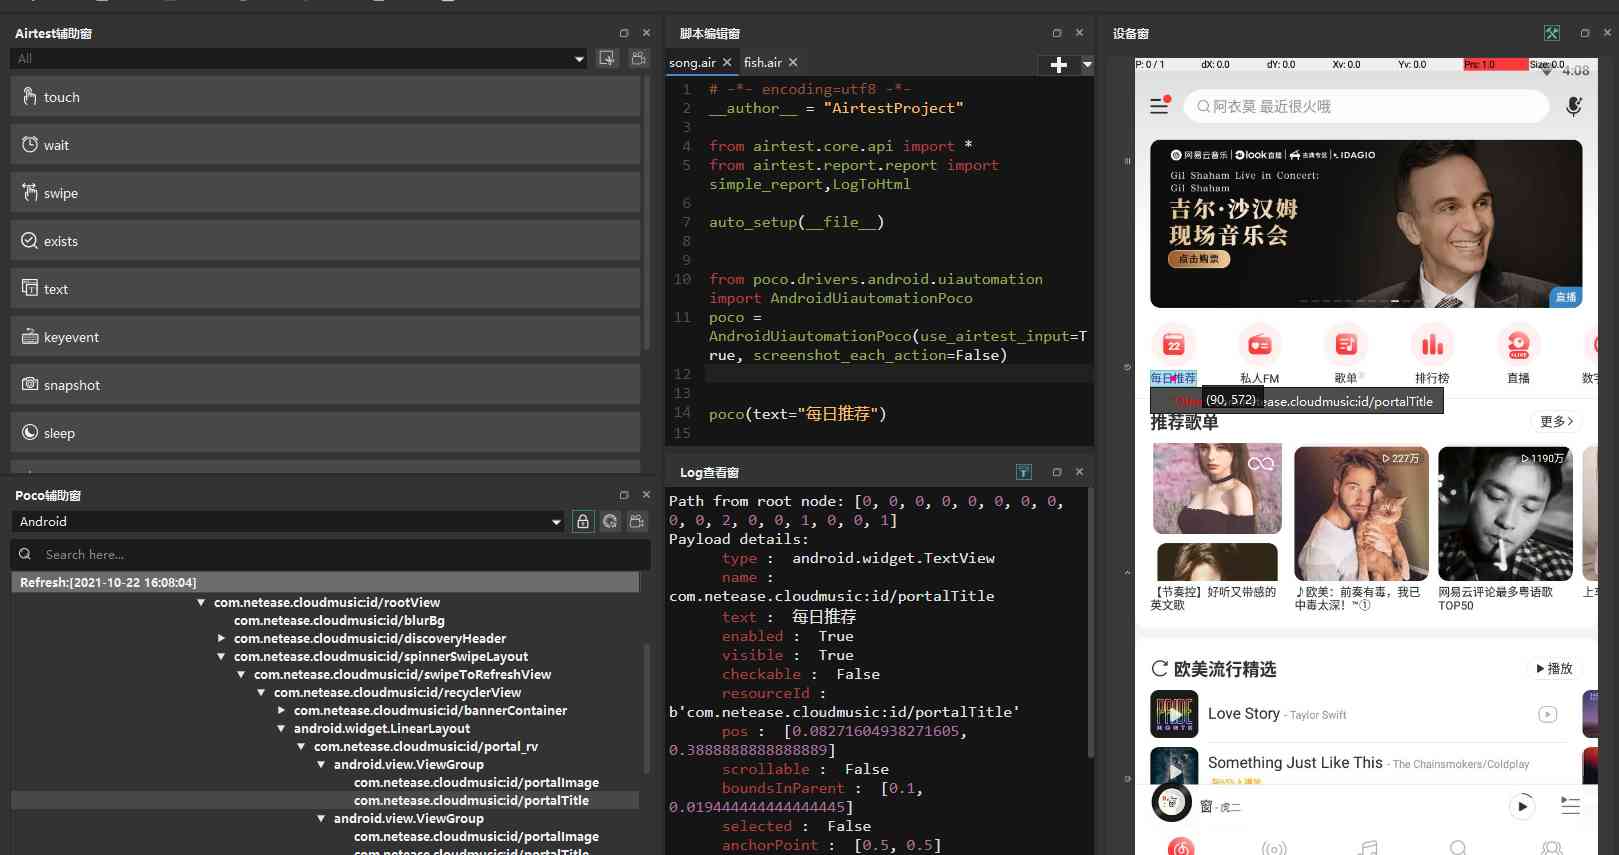 Airtest辅助窗
All
touch
wait
swipe
exists
text
keyevent
snapshot
sleep
Poco辅助窗
Android
Search here...
Refresh:[2021-10-22 16:08:04]
com.netease.cloudmusic:id/rootView
com.netease.cloudmusic:id/blurBg
com.netease.cloudmusic:id/discoveryHeader
com.netease.cloudmusic:id/spinnerSwipeLayout
com.netease.cloudmusic:id/swipeToRefreshView
com.netease.cloudmusic:id/recyclerView
com.netease.cloudmusic:id/bannerContainer
android.widget.LinearLayout
com.netease.cloudmusic:id/portal_rv
android.view.ViewGroup
com.netease.cloudmusic:id/portalImage
com.netease.cloudmusic:id/portalTitle
android.view.ViewGroup
com.netease.cloudmusic:id/portalImage
com.netease.cloudmusic:id/portalTitle
脚本编辑窗
song.air fish.air
1 # -*- encoding=utf8 -*-
2 __author__ = "AirtestProject"
3
4 from airtest.core.api import *
5 from airtest.report.report import
simple_report,LogToHtml
6
7 auto_setup(__file__)
8
9
10 from poco.drivers.android.uiautomation
import AndroidUiautomationPoco
11 poco =
AndroidUiautomationPoco(use_airtest_input=T
rue, screenshot_each_action=False)
12
13
14 poco(text="每日推荐")
15
Log查看窗
Path from root node: [0, 0, 0, 0, 0, 0, 0, 0,
0, 0, 2, 0, 0, 1, 0, 0, 1]
Payload details:
type : android.widget.TextView
name :
com.netease.cloudmusic:id/portalTitle
text : 每日推荐
enabled : True
visible : True
checkable : False
resourceId :
b'com.netease.cloudmusic:id/portalTitle'
pos : [0.08271604938271605,
0.3888888888888889]
scrollable : False
boundsInParent : [0.1,
0.019444444444444445]
selected : False
anchorPoint : [0.5, 0.5]
设备窗
P: 0 / 1 dX: 0.0 dY: 0.0 Xv: 0.0 Yv: 0.0 Prs: 1.0 Size: 0.0
4:08
阿衣莫 最近很火哦
网易云音乐 look直播 古典专区 IDAGIO
Gil Shaham Live in Concert:
Gil Shaham
吉尔·沙汉姆
现场音乐会
点击购票
直播
22
每日推荐 私人FM 歌单 排行榜 直播 数字
(90, 572) tease.cloudmusic:id/portalTitle
推荐歌单 更多
227万 1190万
【节奏控】好听又带感的
英文歌
♪欧美：前奏有毒，我已
中毒太深！™①
网易云评论最多粤语歌
TOP50
上车
欧美流行精选 播放
Love Story - Taylor Swift
Something Just Like This - The Chainsmokers/Coldplay
窗 - 虎二